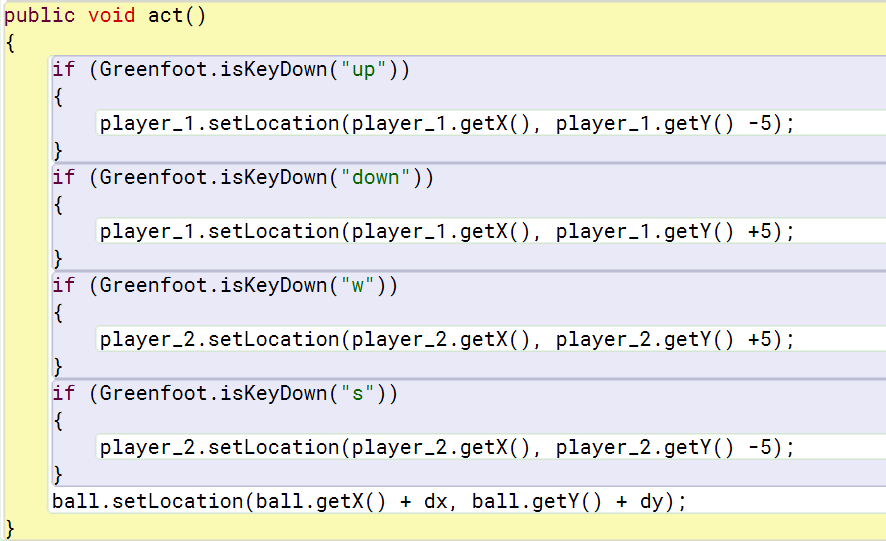 public void act()
{
if (Greenfoot.isKeyDown("up"))
{
player_1.setLocation(player_1.getX(), player_1.getY() -5);
}
if (Greenfoot.isKeyDown("down"))
{
player_1.setLocation(player_1.getX(), player_1.getY() +5);
}
if (Greenfoot.isKeyDown("w"))
{
player_2.setLocation(player_2.getX(), player_2.getY() +5);
}
if (Greenfoot.isKeyDown("s"))
{
player_2.setLocation(player_2.getX(), player_2.getY() -5);
}
ball.setLocation(ball.getX() + dx, ball.getY() + dy);
}